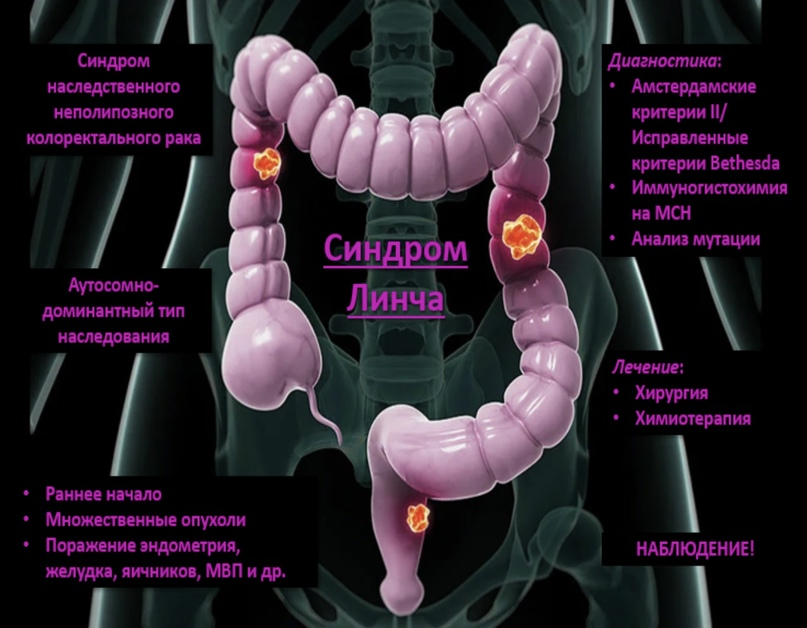 Синдром
наследственного
неполипозного
колоректального рака
Аутосомно-
доминантный тип
наследования
• Раннее начало
• Множественные опухоли
• Поражение эндометрия,
желудка, яичников, МВП и др.
Синдром
Линча
Диагностика:
• Амстердамские
критерии II/
Исправленные
критерии Bethesda
• Иммуногистохимия
на МСН
• Анализ мутации
Лечение:
• Хирургия
• Химиотерапия
НАБЛЮДЕНИЕ!